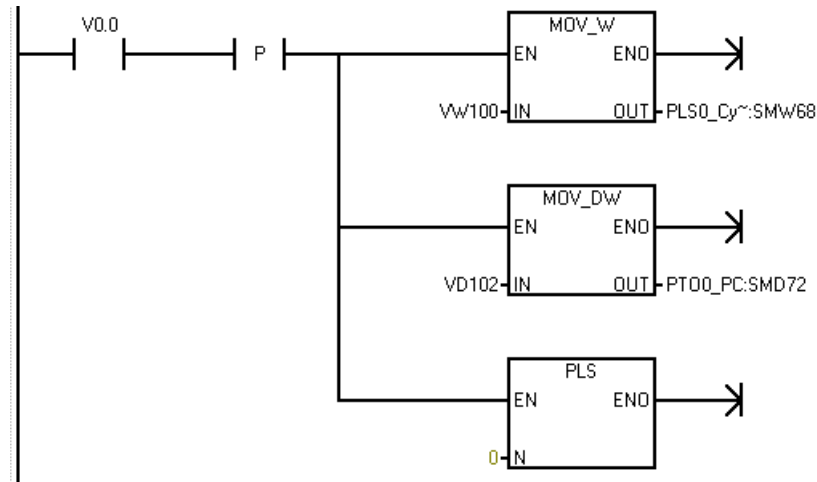 V0.0
P
MOV_W
EN ENO
VW100 IN OUT PLS0_Cy~:SMW68
MOV_DW
EN ENO
VD102 IN OUT PTO0_PC:SMD72
PLS
EN ENO
0 N